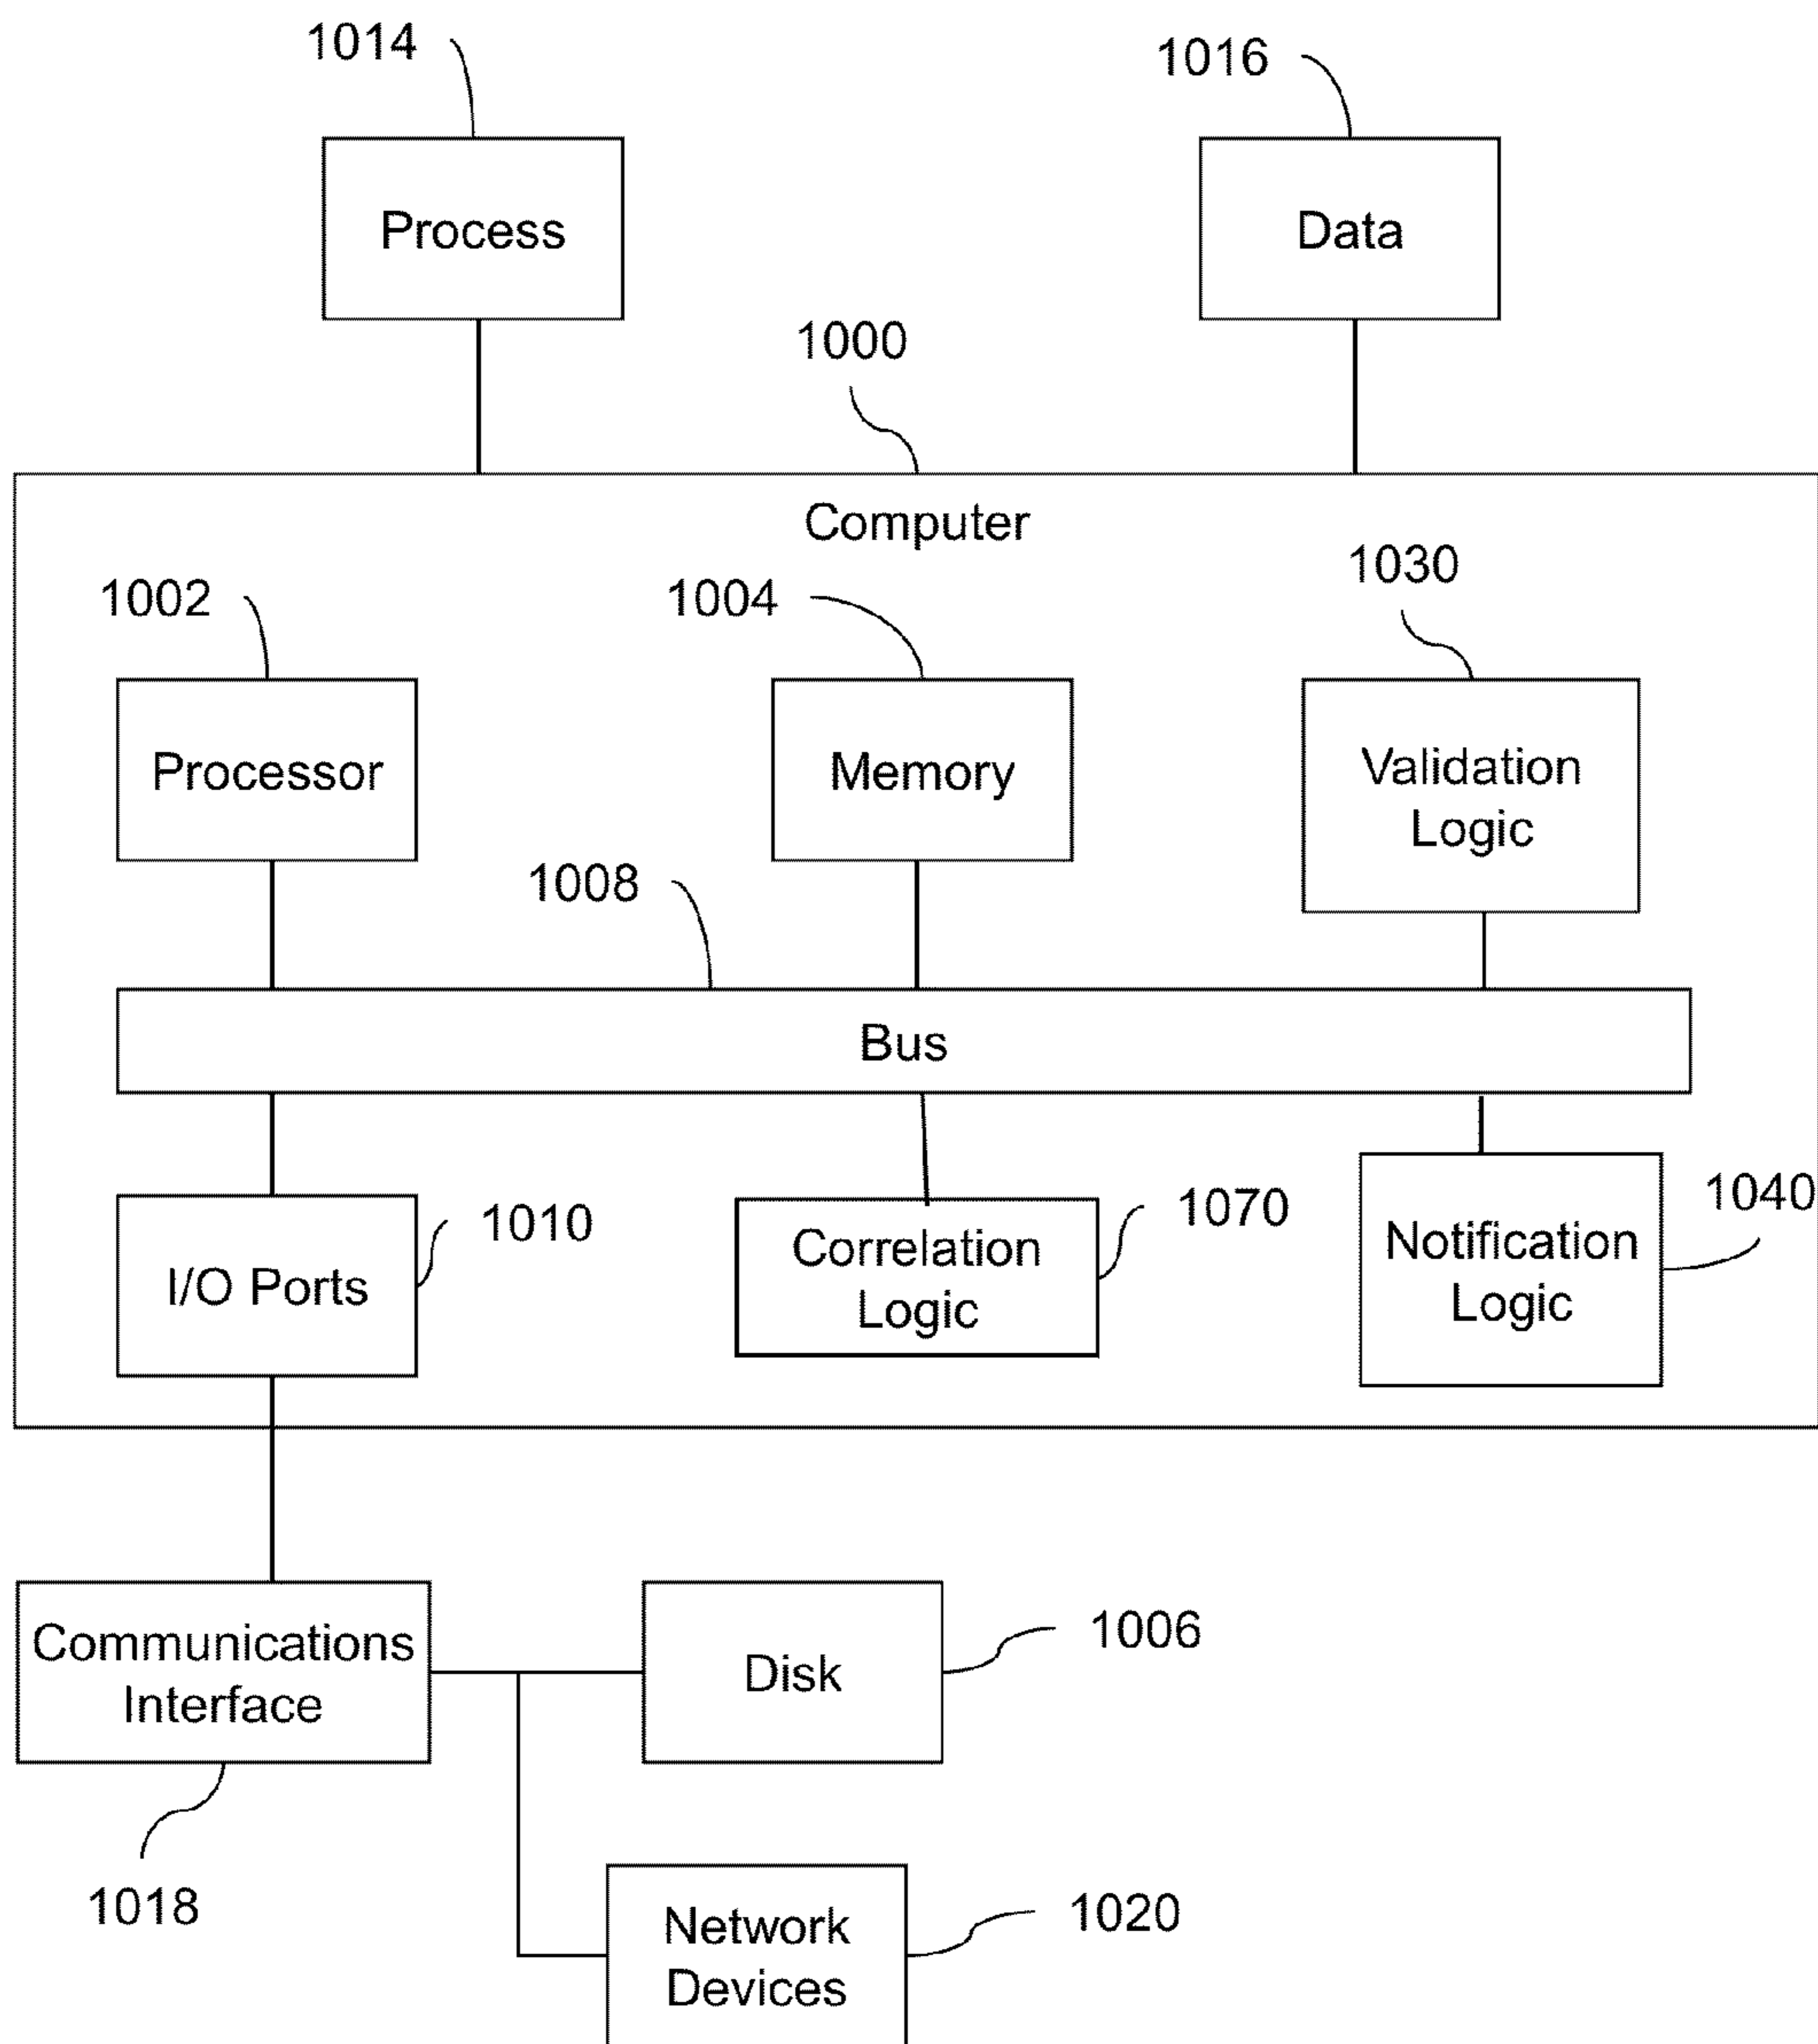 1014
1016
Process
Data
1000
Computer
1002
1004
1030
Processor
Memory
Validation
Logic
1008
Bus
I/O Ports
1010
Correlation
Logic
1070
Notification
Logic
1040
Communications
Interface
1018
Disk
1006
Network
Devices
1020